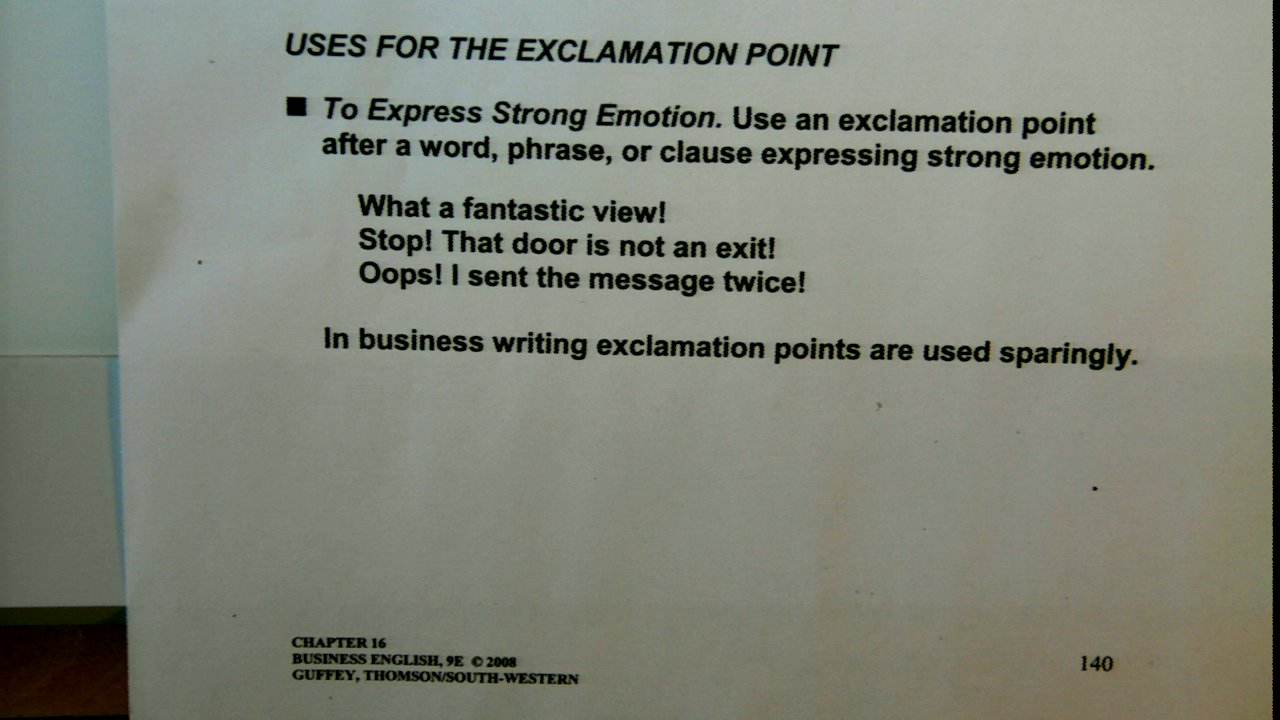 USES FOR THE EXCLAMATION POINT
■ To Express Strong Emotion. Use an exclamation point
after a word, phrase, or clause expressing strong emotion.
What a fantastic view!
Stop! That door is not an exit!
Oops! I sent the message twice!
In business writing exclamation points are used sparingly.
CHAPTER 16
BUSINESS ENGLISH, 9E © 2008
GUFFEY, THOMSON/SOUTH-WESTERN
140